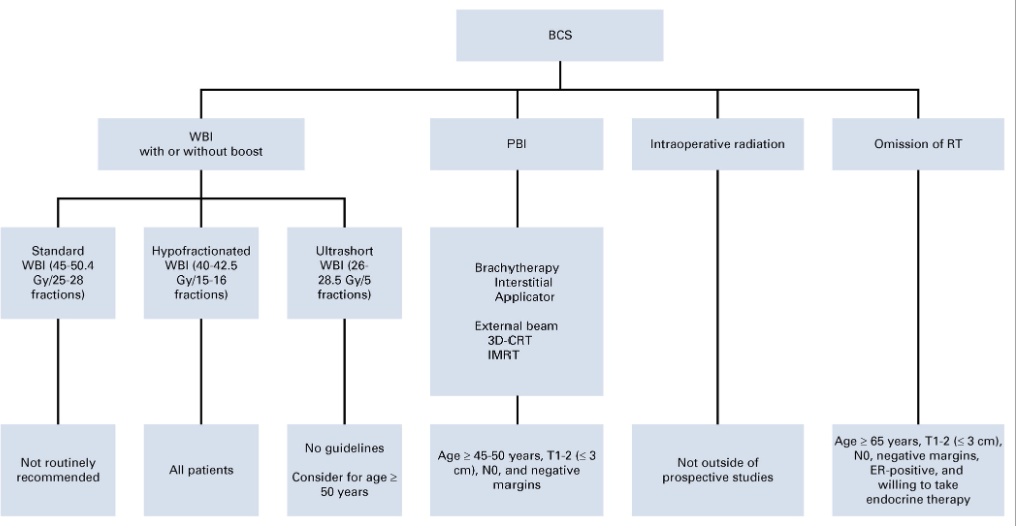 BCS
WBI
with or without boost
PBI
Intraoperative radiation
Omission of RT
Standard
WBI (45-50.4
Gy/25-28
fractions)
Hypofractionated
WBI (40-42.5
Gy/15-16
fractions)
Ultrashort
WBI (26-
28.5 Gy/5
fractions)
Brachytherapy
Interstitial
Applicator
External beam
3D-CRT
IMRT
Not routinely
recommended
All patients
No guidelines
Consider for age ≥
50 years
Age ≥ 45-50 years, T1-2 (≤ 3
cm), N0, and negative
margins
Not outside of
prospective studies
Age ≥ 65 years, T1-2 (≤ 3 cm),
N0, negative margins,
ER-positive, and
willing to take
endocrine therapy